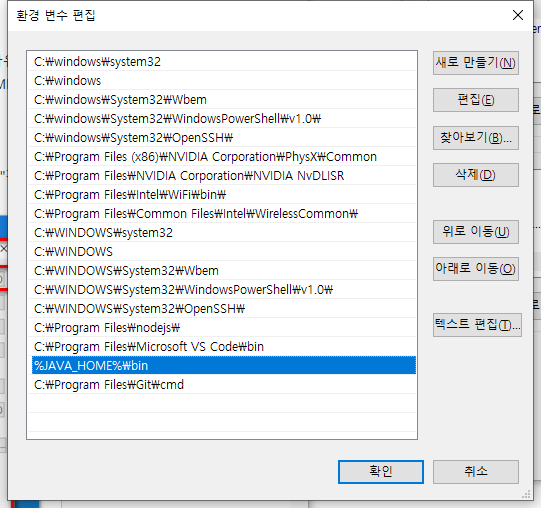 환경 변수 편집
C:₩windows₩system32
C:₩windows
C:₩windows₩System32₩Wbem
C:₩windows₩System32₩WindowsPowerShell₩v1.0₩
C:₩windows₩System32₩OpenSSH₩
C:₩Program Files (x86)₩NVIDIA Corporation₩PhysX₩Common
C:₩Program Files₩NVIDIA Corporation₩NVIDIA NvDLISR
C:₩Program Files₩Intel₩WiFi₩bin₩
C:₩Program Files₩Common Files₩Intel₩WirelessCommon₩
C:₩WINDOWS₩system32
C:₩WINDOWS
C:₩WINDOWS₩System32₩Wbem
C:₩WINDOWS₩System32₩WindowsPowerShell₩v1.0₩
C:₩WINDOWS₩System32₩OpenSSH₩
C:₩Program Files₩nodejs₩
C:₩Program Files₩Microsoft VS Code₩bin
%JAVA_HOME%₩bin
C:₩Program Files₩Git₩cmd
새로 만들기(N)
편집(E)
찾아보기(B)...
삭제(D)
위로 이동(U)
아래로 이동(O)
텍스트 편집(T)...
확인
취소